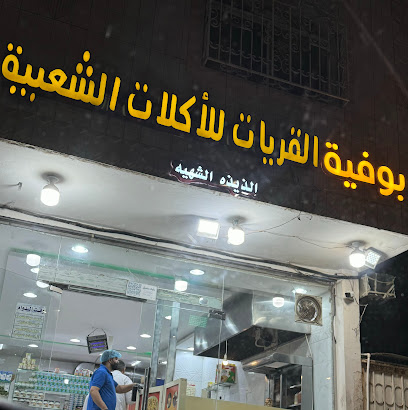 بوفية القريات للأكلات الشعبية
الذيذه الشهيه